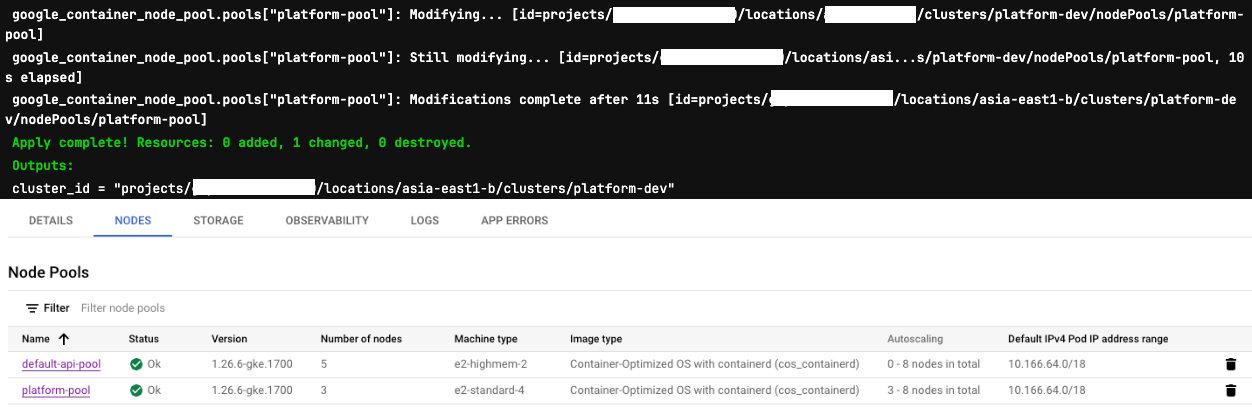 google_container_node_pool.pools["platform-pool"]: Modifying... [id=projects/ /locations/ /clusters/platform-dev/nodePools/platform-
pool]
google_container_node_pool.pools["platform-pool"]: Still modifying... [id=projects/ /locations/asi...s/platform-dev/nodePools/platform-pool, 10
s elapsed]
google_container_node_pool.pools["platform-pool"]: Modifications complete after 11s [id=projects/ /locations/asia-east1-b/clusters/platform-de
v/nodePools/platform-pool]
Apply complete! Resources: 0 added, 1 changed, 0 destroyed.
Outputs:
cluster_id = "projects/ /locations/asia-east1-b/clusters/platform-dev"
DETAILS NODES STORAGE OBSERVABILITY LOGS APP ERRORS
Node Pools
Filter Filter node pools
Name Status Version Number of nodes Machine type Image type Autoscaling Default IPv4 Pod IP address range
default-api-pool Ok 1.26.6-gke.1700 5 e2-highmem-2 Container-Optimized OS with containerd (cos_containerd) 0 - 8 nodes in total 10.166.64.0/18
platform-pool Ok 1.26.6-gke.1700 3 e2-standard-4 Container-Optimized OS with containerd (cos_containerd) 3 - 8 nodes in total 10.166.64.0/18